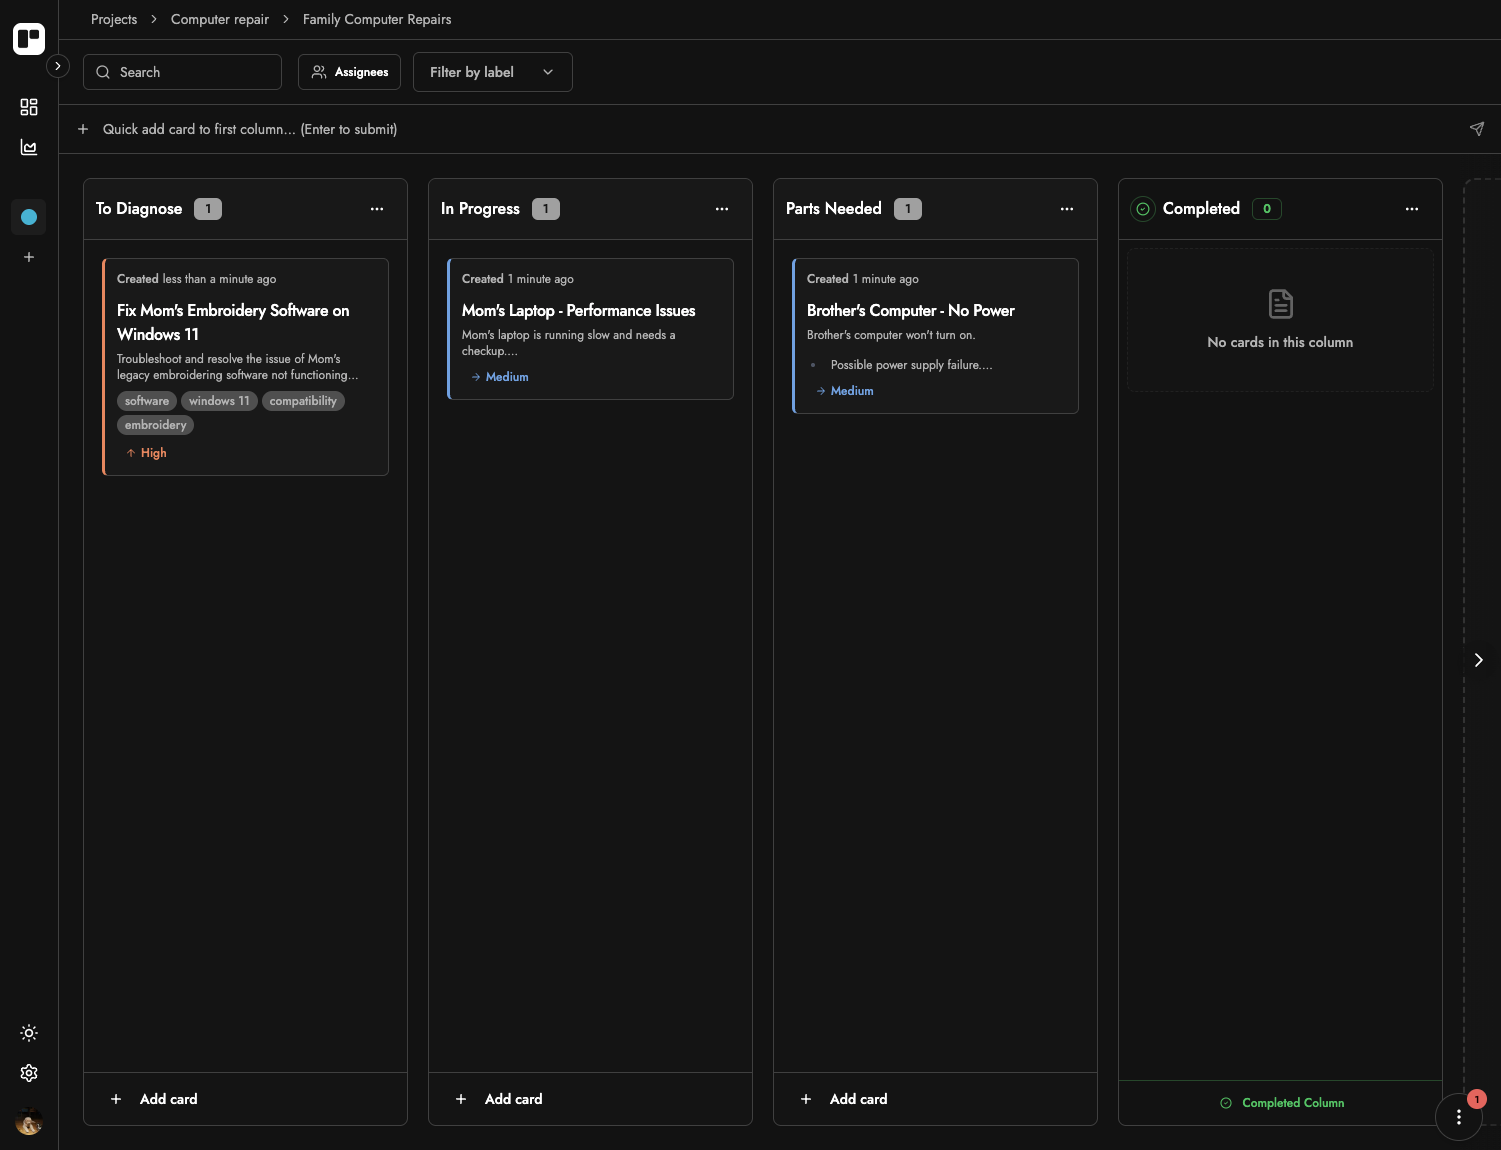 Projects > Computer repair > Family Computer Repairs
Search
Assignees
Filter by label
Quick add card to first column... (Enter to submit)
To Diagnose 1
Created less than a minute ago
Fix Mom's Embroidery Software on
Windows 11
Troubleshoot and resolve the issue of Mom's
legacy embroidering software not functioning...
software windows 11 compatibility
embroidery
High
Add card
In Progress 1
Created 1 minute ago
Mom's Laptop - Performance Issues
Mom's laptop is running slow and needs a
checkup....
Medium
Add card
Parts Needed 1
Created 1 minute ago
Brother's Computer - No Power
Brother's computer won't turn on.
Possible power supply failure....
Medium
Add card
Completed 0
No cards in this column
Completed Column
1